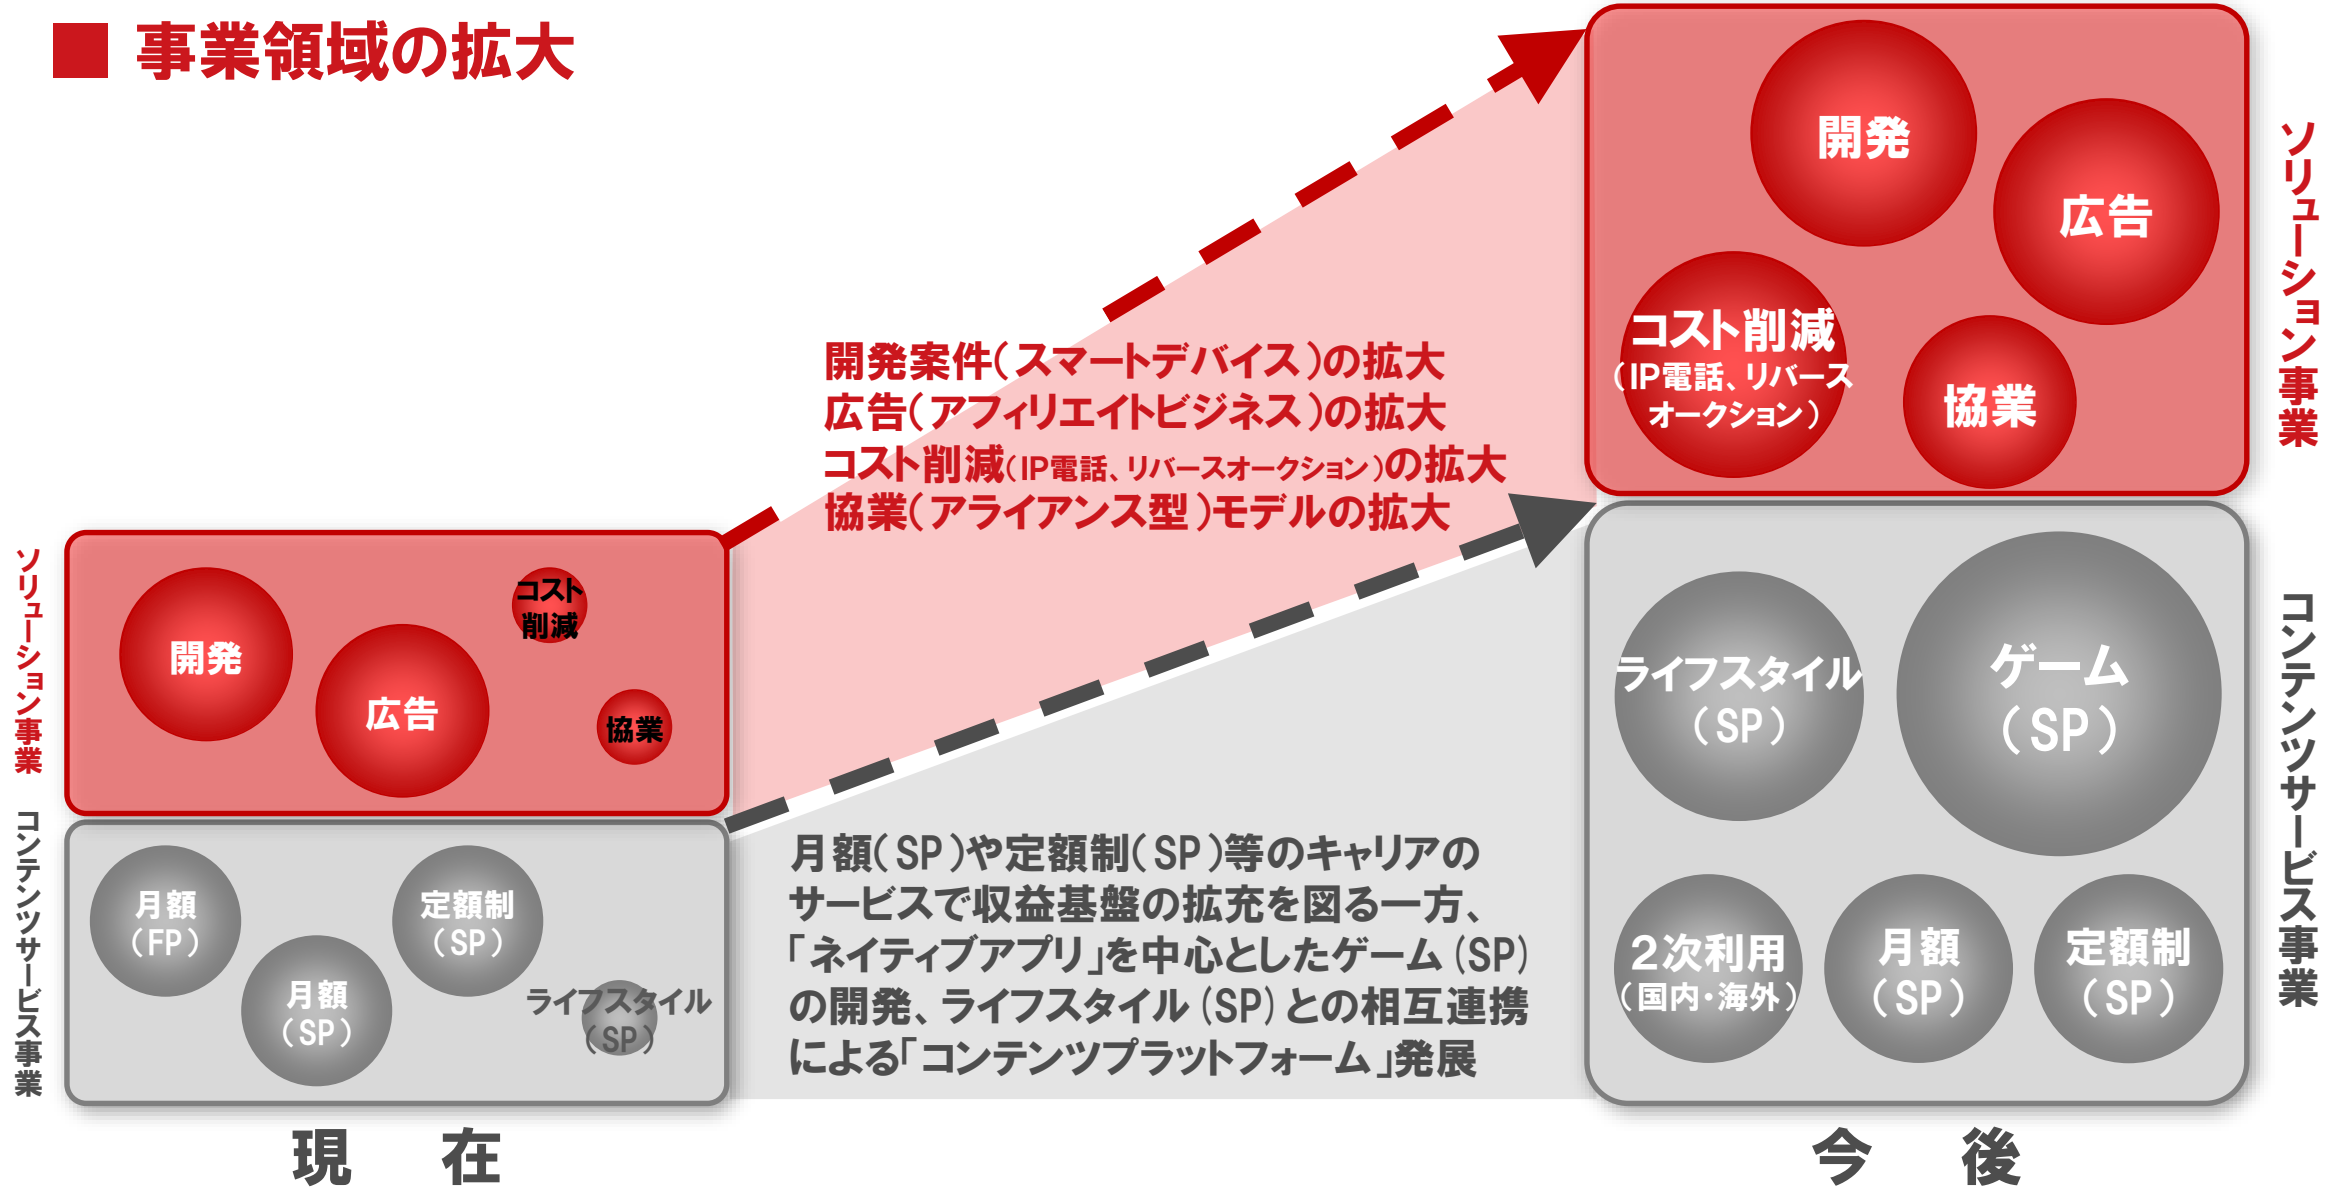 事業領域の拡大
ソリューション事業
開発
広告
コスト
削減
協業
コンテンツサービス事業
月額
（FP）
月額
（SP）
定額制
（SP）
ライフスタイル
（SP）
現 在
開発案件（スマートデバイス）の拡大
広告（アフィリエイトビジネス）の拡大
コスト削減（IP電話、リバースオークション）の拡大
協業（アライアンス型）モデルの拡大
月額（SP）や定額制（SP）等のキャリアの
サービスで収益基盤の拡充を図る一方、
「ネイティブアプリ」を中心としたゲーム（SP）
の開発、ライフスタイル（SP）との相互連携
による「コンテンツプラットフォーム」発展
開発
広告
コスト削減
（IP電話、リバース
オークション）
協業
ソリューション事業
ライフスタイル
（SP）
ゲーム
（SP）
２次利用
（国内・海外）
月額
（SP）
定額制
（SP）
コンテンツサービス事業
今 後